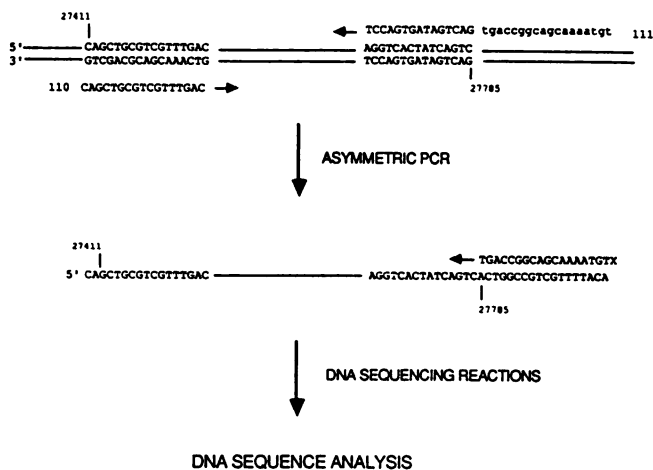 27411
TCCAGTGATAGTCAG tgaccggcagcaaaatgt 111
5' CAGCTGCGTCGTTTGAC AGGTCACTATCAGTC
3' GTCGACGCAGCAAACTG TCCAGTGATAGTCAG
110 CAGCTGCGTCGTTTGAC
27785
ASYMMETRIC PCR
27411
TGACCGGCAGCAAAATGTX
5' CAGCTGCGTCGTTTGAC AGGTCACTATCAGTCACTGGCCGTCGTTTTACA
27785
DNA SEQUENCING REACTIONS
DNA SEQUENCE ANALYSIS